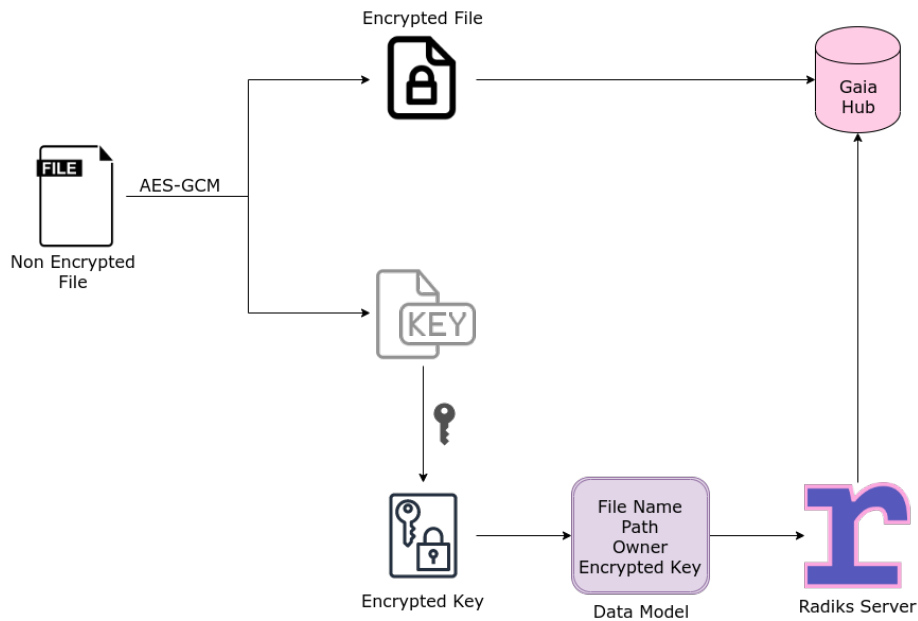 Encrypted File
Gaia
Hub
FILE
AES-GCM
Non Encrypted
File
KEY
File Name
Path
Owner
Encrypted Key
r
Encrypted Key
Data Model
Radiks Server